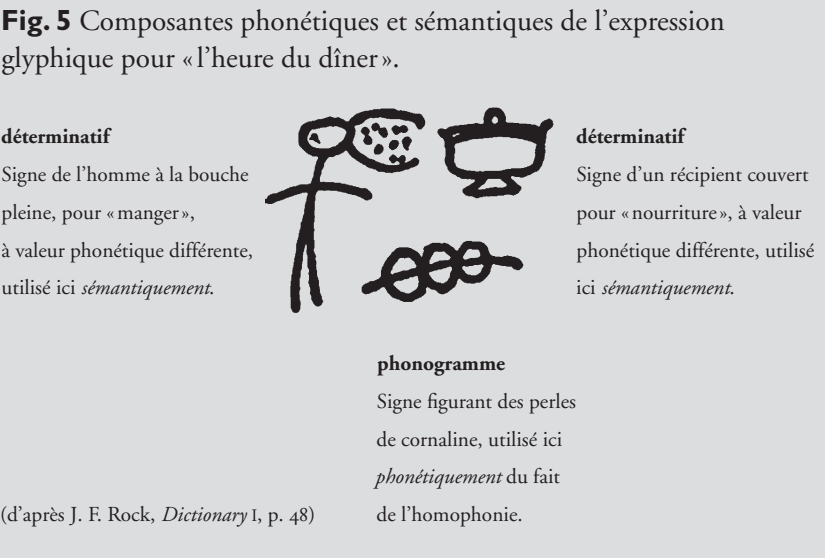 Fig. 5 Composantes phonétiques et sémantiques de l’expression
glyphique pour « l’heure du dîner ».
déterminatif
Signe de l’homme à la bouche
pleine, pour « manger »,
à valeur phonétique différente,
utilisé ici sémantiquement.
déterminatif
Signe d’un récipient couvert
pour « nourriture », à valeur
phonétique différente, utilisé
ici sémantiquement.
phonogramme
Signe figurant des perles
de cornaline, utilisé ici
phonétiquement du fait
de l’homophonie.
(d’après J. F. Rock, Dictionary I, p. 48)